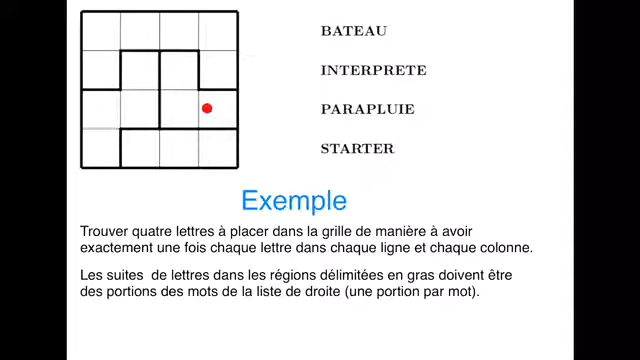 BATEAU
INTERPRETE
PARAPLUIE
STARTER
Exemple
Trouver quatre lettres à placer dans la grille de manière à avoir
exactement une fois chaque lettre dans chaque ligne et chaque colonne.
Les suites de lettres dans les régions délimitées en gras doivent être
des portions des mots de la liste de droite (une portion par mot).